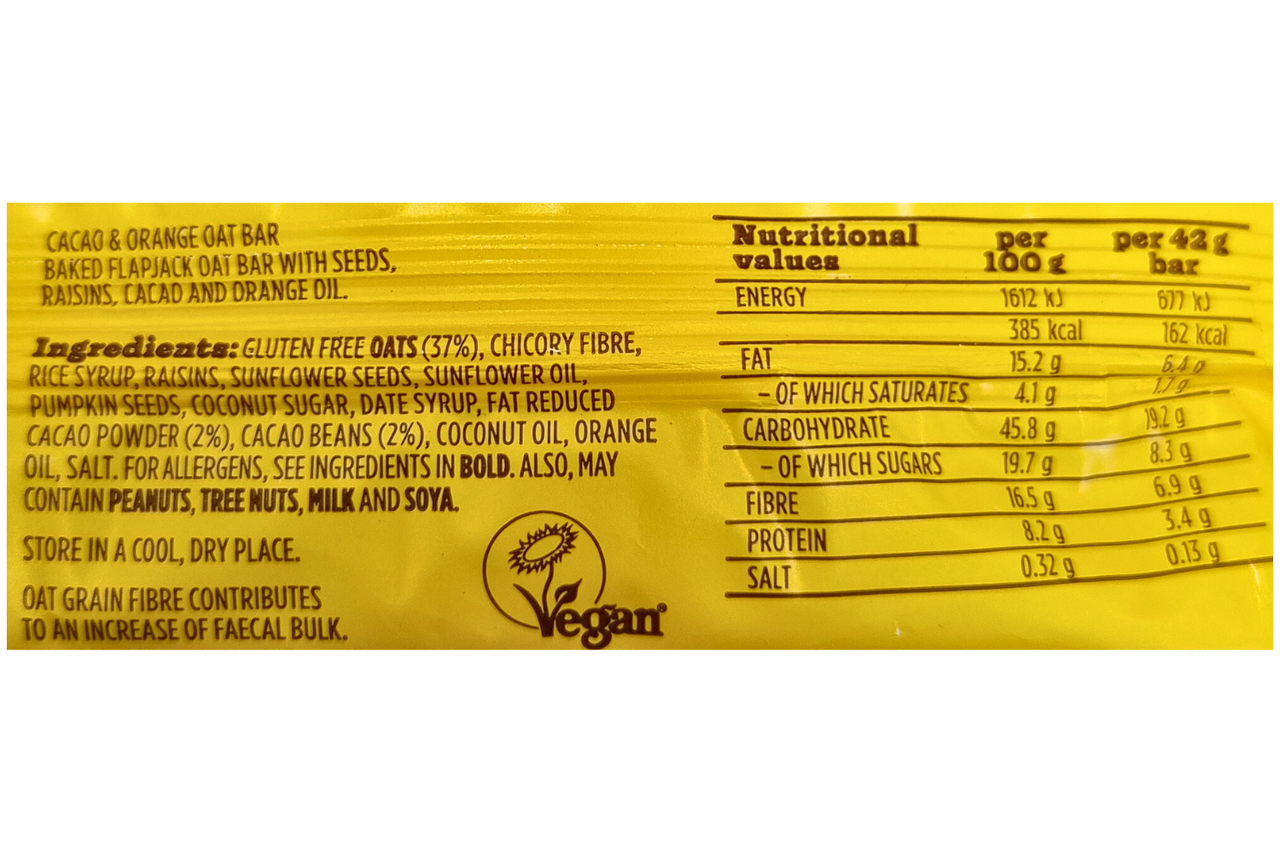 CACAO & ORANGE OAT BAR
BAKED FLAPJACK OAT BAR WITH SEEDS,
RAISINS, CACAO AND ORANGE OIL.
Ingredients: GLUTEN FREE OATS (37%), CHICORY FIBRE,
RICE SYRUP, RAISINS, SUNFLOWER SEEDS, SUNFLOWER OIL,
PUMPKIN SEEDS, COCONUT SUGAR, DATE SYRUP, FAT REDUCED
CACAO POWDER (2%), CACAO BEANS (2%), COCONUT OIL, ORANGE
OIL, SALT. FOR ALLERGENS, SEE INGREDIENTS IN BOLD. ALSO, MAY
CONTAIN PEANUTS, TREE NUTS, MILK AND SOYA.
STORE IN A COOL, DRY PLACE.
OAT GRAIN FIBRE CONTRIBUTES
TO AN INCREASE OF FAECAL BULK.
Vegan®
Nutritional values per 100 g per 42 g bar
ENERGY 1612 kJ 677 kJ
385 kcal 162 kcal
FAT 15.2 g 6.4 g
- OF WHICH SATURATES 4.1 g 1.7 g
CARBOHYDRATE 45.8 g 19.2 g
- OF WHICH SUGARS 19.7 g 8.3 g
FIBRE 16.5 g 6.9 g
PROTEIN 8.2 g 3.4 g
SALT 0.32 g 0.13 g